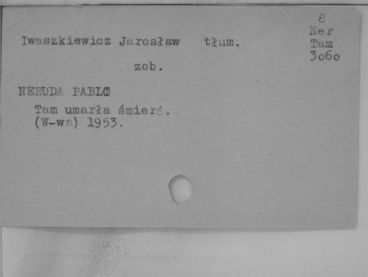 8
Ner
Iwaszkiewicz Jarosław tłum.
Tam
3060
zob.
NERUDA PABLO
Tam umarła śmierć.
(W-wa) 1953.